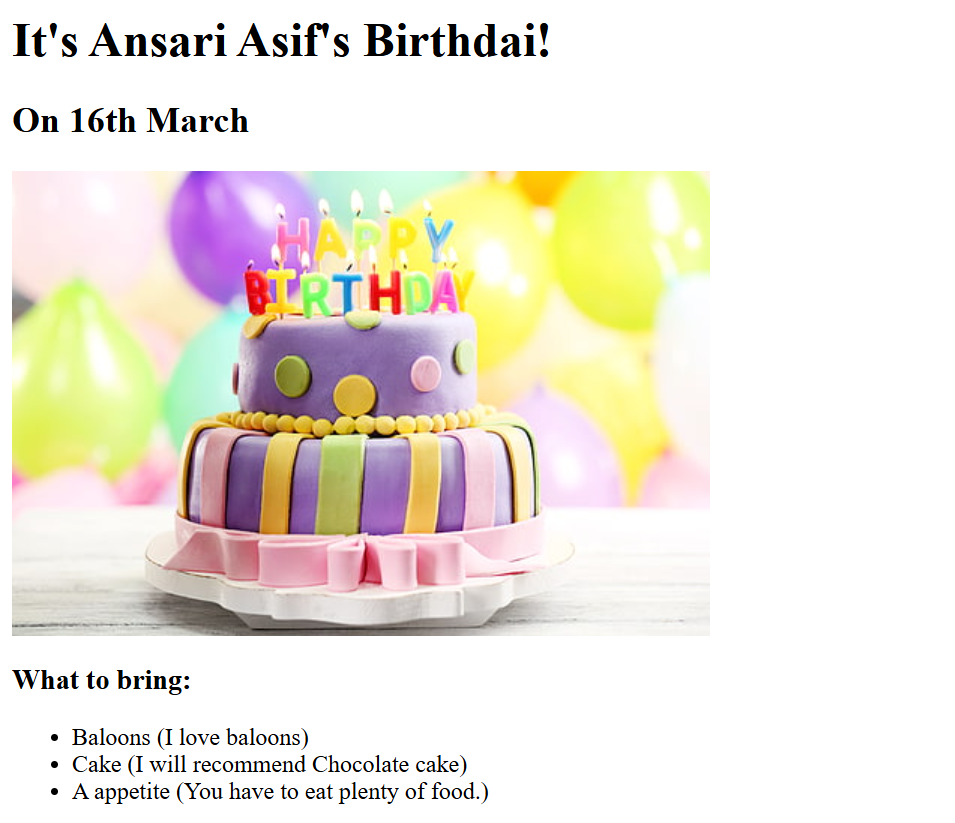 It's Ansari Asif's Birthdai!
On 16th March
HAPPY
BIRTHDAY
What to bring:
Baloons (I love baloons)
Cake (I will recommend Chocolate cake)
A appetite (You have to eat plenty of food.)